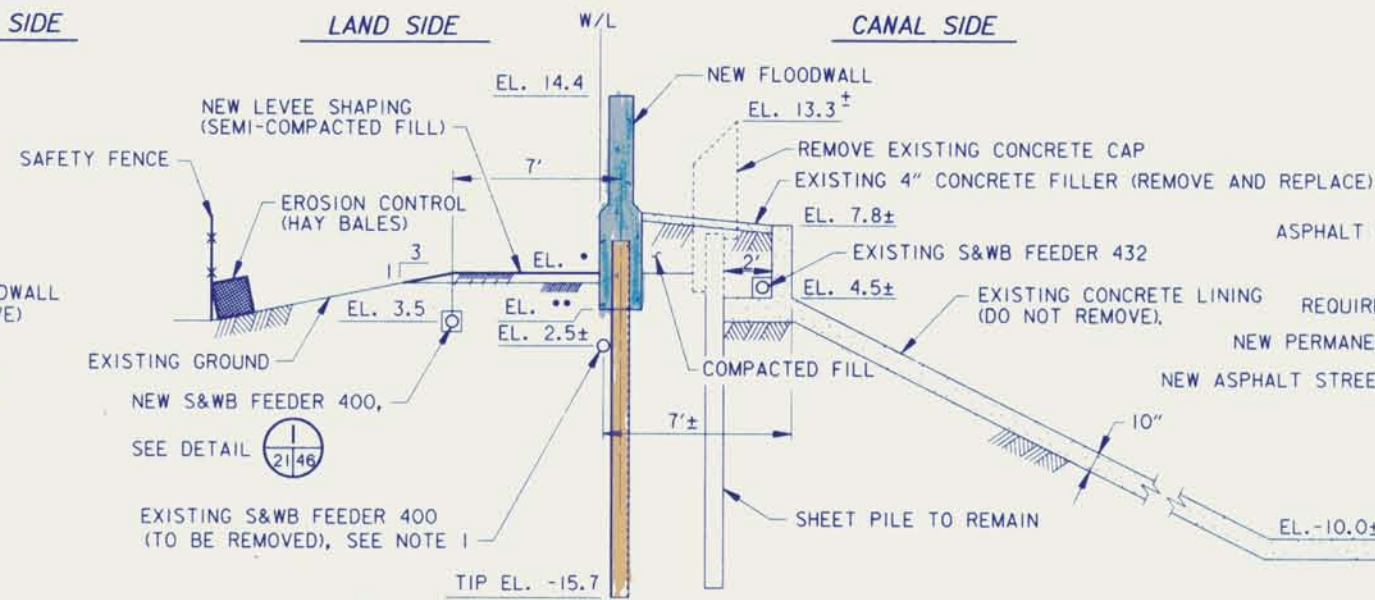 SIDE
LAND SIDE
W/L
CANAL SIDE
EL. 14.4
NEW FLOODWALL
EL. 13.3±
NEW LEVEE SHAPING
(SEMI-COMPACTED FILL)
SAFETY FENCE
7'
REMOVE EXISTING CONCRETE CAP
EXISTING 4" CONCRETE FILLER (REMOVE AND REPLACE)
EROSION CONTROL
(HAY BALES)
EL. 7.8±
ASPHALT
3
1
EL. •
EXISTING S&WB FEEDER 432
2'
DWALL
VE)
EL. 3.5
EL. ••
EL. 4.5±
EXISTING CONCRETE LINING
(DO NOT REMOVE).
REQUIRE
EL. 2.5±
NEW PERMANE
EXISTING GROUND
COMPACTED FILL
NEW ASPHALT STREE
NEW S&WB FEEDER 400,
SEE DETAIL
1
21 46
7'±
10"
EXISTING S&WB FEEDER 400
(TO BE REMOVED), SEE NOTE 1
SHEET PILE TO REMAIN
EL.-10.0±
TIP EL. -15.7